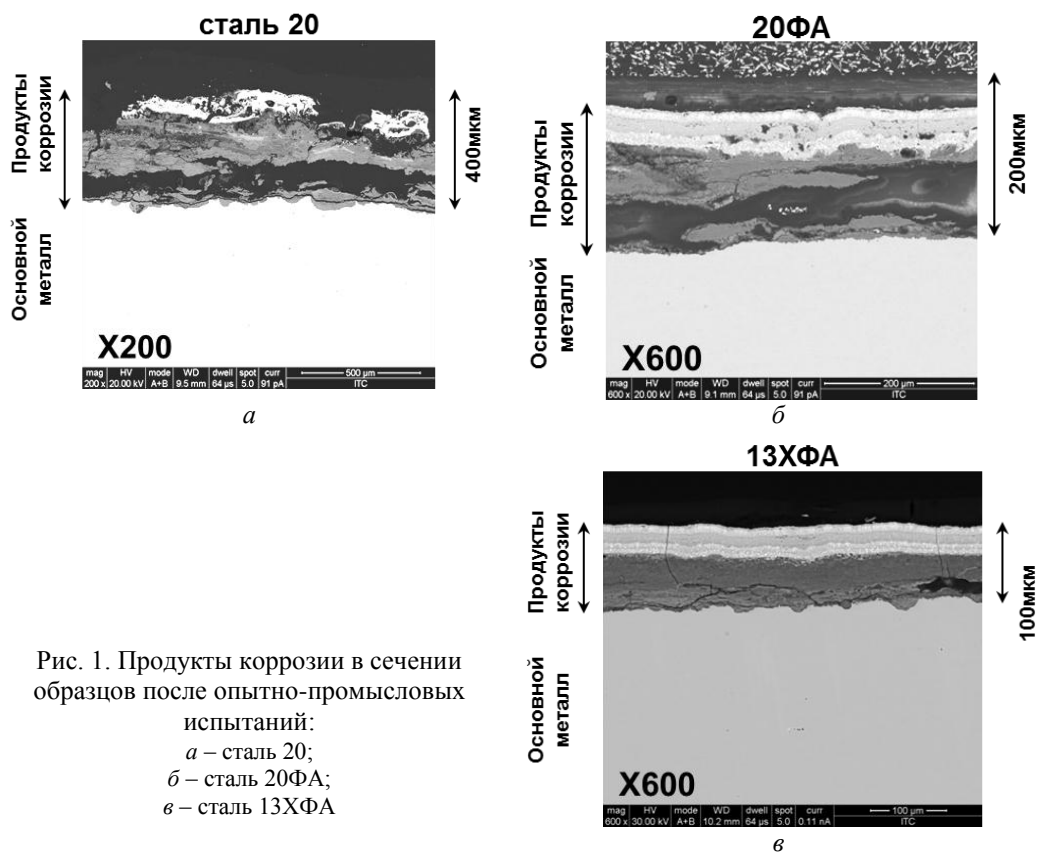 сталь 20
Продукты
коррозии
400мкм
Основной
металл
X200
mag HV mode WD dwell spot curr 500 µm
200 x 20.00 kV A+B 9.5 mm 64 µs 5.0 91 pA ITC
а
20ФА
Продукты
коррозии
200мкм
Основной
металл
X600
mag HV mode WD dwell spot curr 200 µm
600 x 20.00 kV A+B 9.1 mm 64 µs 5.0 91 pA ITC
б
13ХФА
Продукты
коррозии
100мкм
Основной
металл
X600
mag HV mode WD dwell spot curr 100 µm
600 x 30.00 kV A+B 10.2 mm 64 µs 5.0 0.11 nA ITC
в
Рис. 1. Продукты коррозии в сечении
образцов после опытно-промысловых
испытаний:
а – сталь 20;
б – сталь 20ФА;
в – сталь 13ХФА